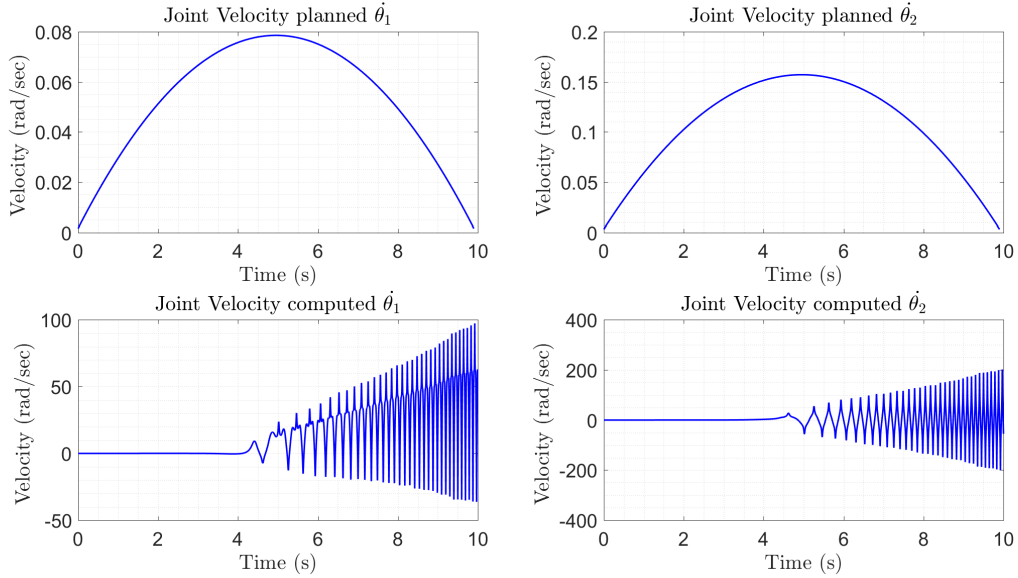 Joint Velocity planned θ̇₁
Velocity (rad/sec)
0.08
0.06
0.04
0.02
0
0 2 4 6 8 10
Time (s)
Joint Velocity planned θ̇₂
Velocity (rad/sec)
0.2
0.15
0.1
0.05
0
0 2 4 6 8 10
Time (s)
Joint Velocity computed θ̇₁
Velocity (rad/sec)
100
50
0
-50
0 2 4 6 8 10
Time (s)
Joint Velocity computed θ̇₂
Velocity (rad/sec)
400
200
0
-200
-400
0 2 4 6 8 10
Time (s)